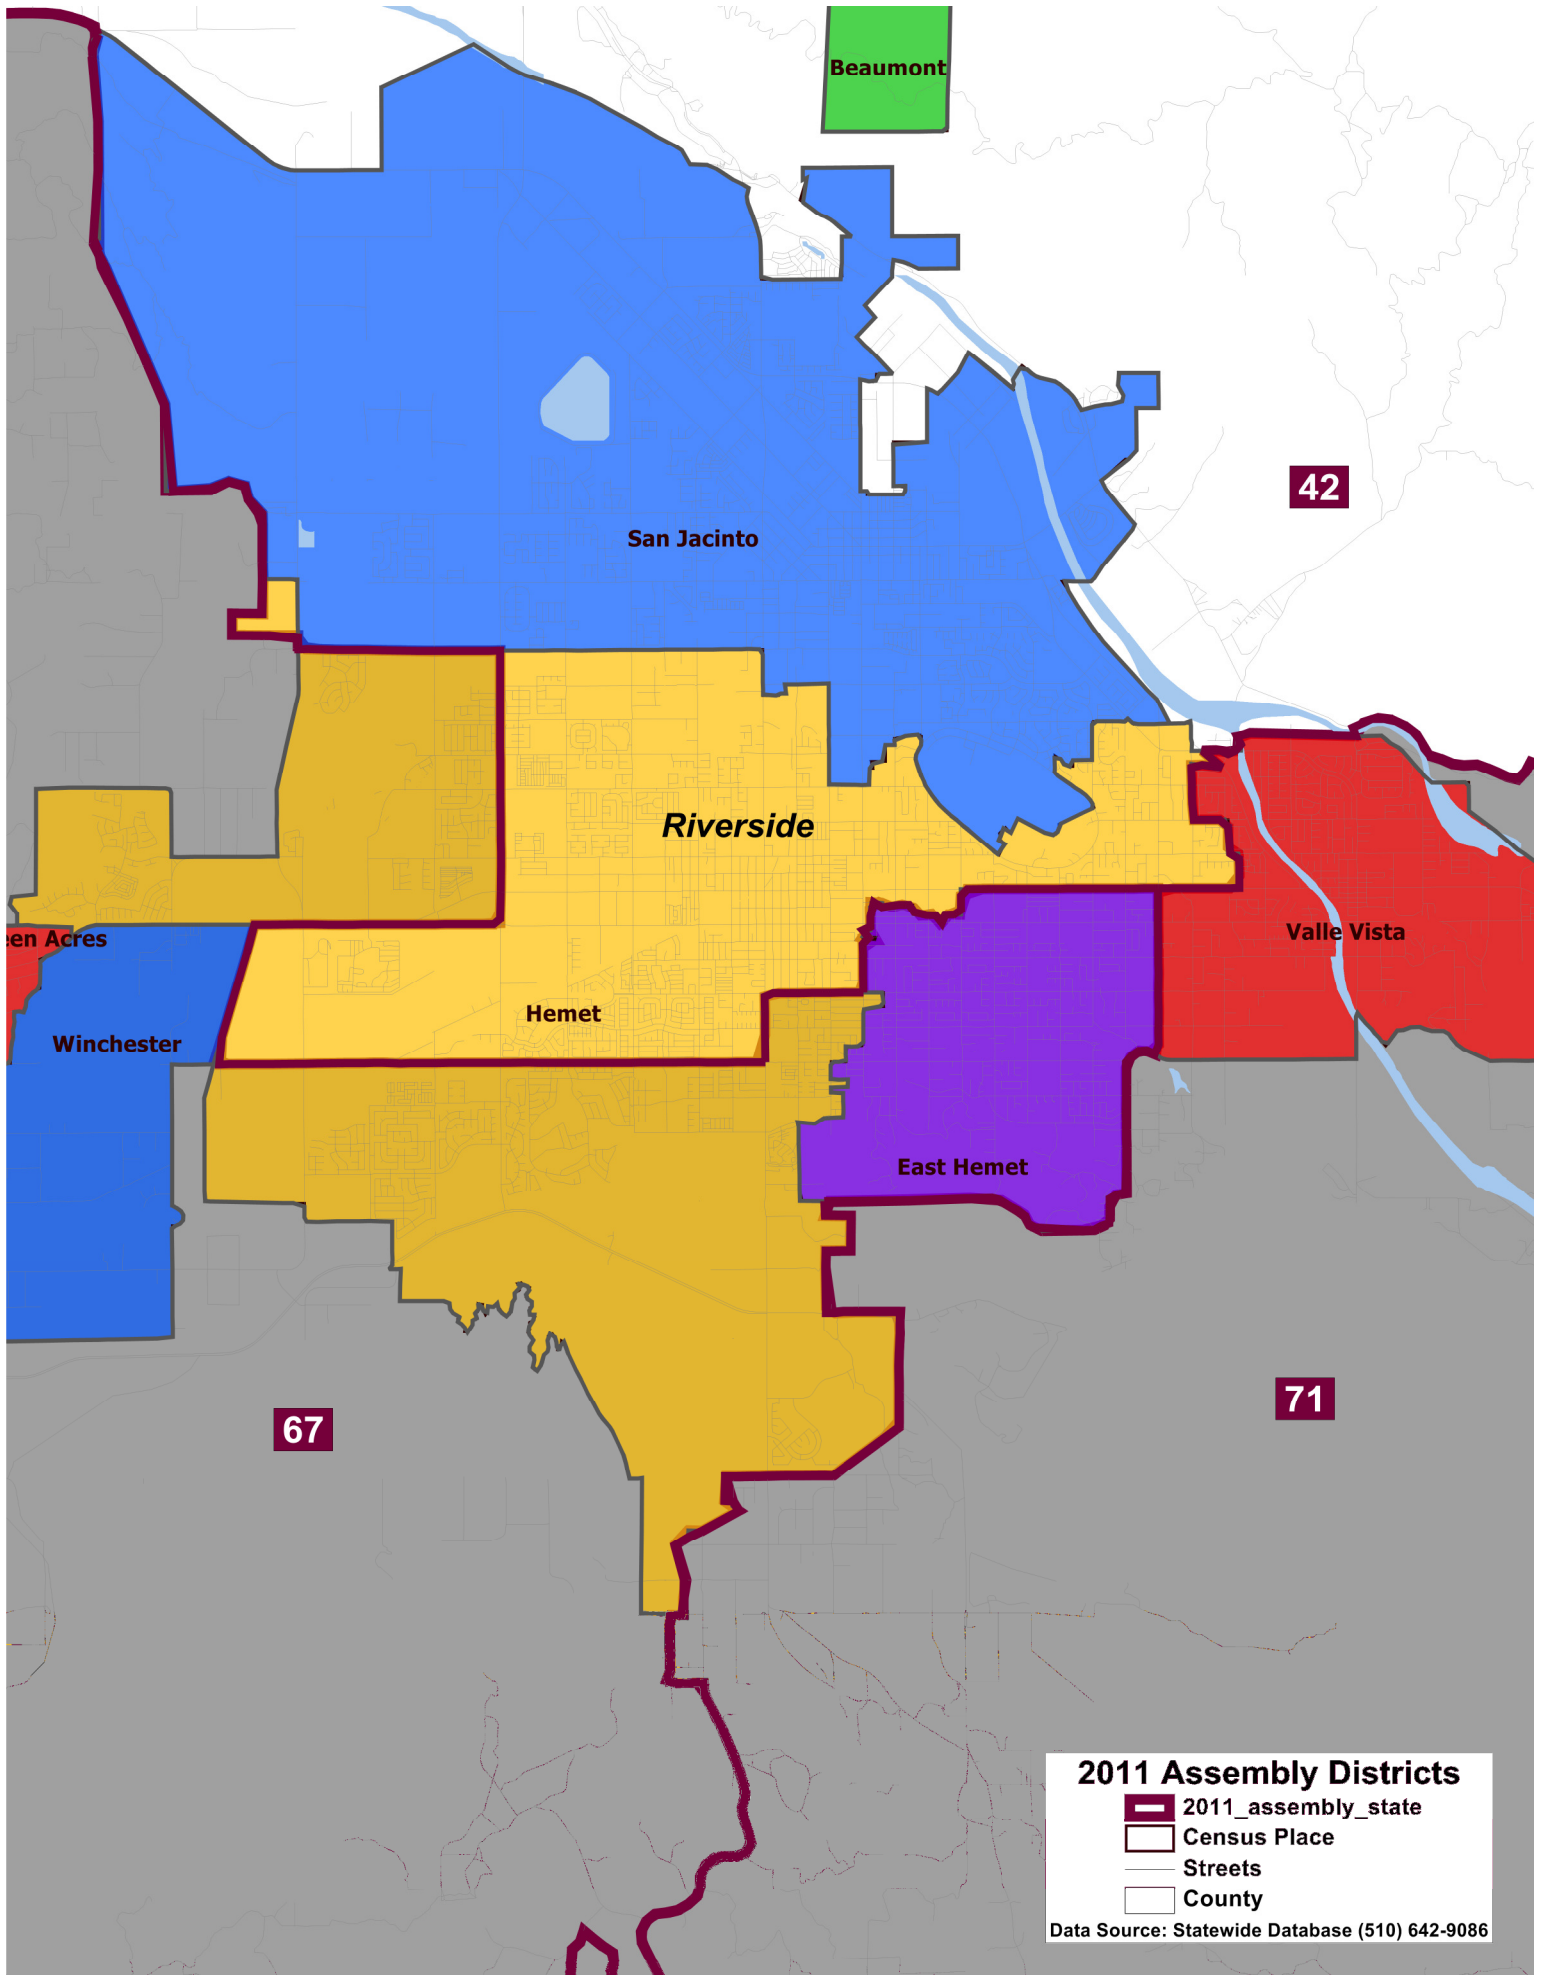 Beaumont
42
San Jacinto
Riverside
een Acres
Valle Vista
Hemet
Winchester
East Hemet
71
67
2011 Assembly Districts
2011_assembly_state
Census Place
Streets
County
Data Source: Statewide Database (510) 642-9086